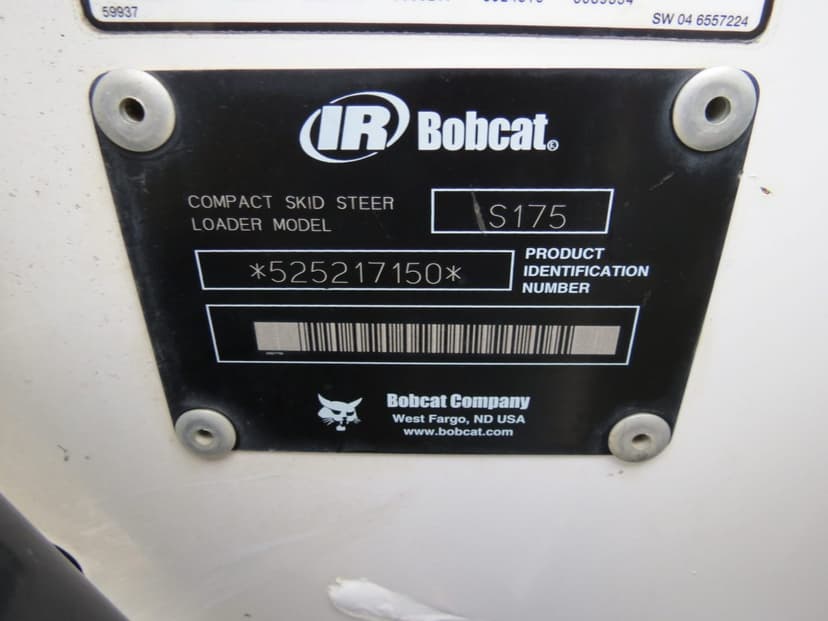 59937
SW 04 6557224
IR Bobcat®
COMPACT SKID STEER
LOADER MODEL
S175
*525217150*
PRODUCT
IDENTIFICATION
NUMBER
Bobcat Company
West Fargo, ND USA
www.bobcat.com